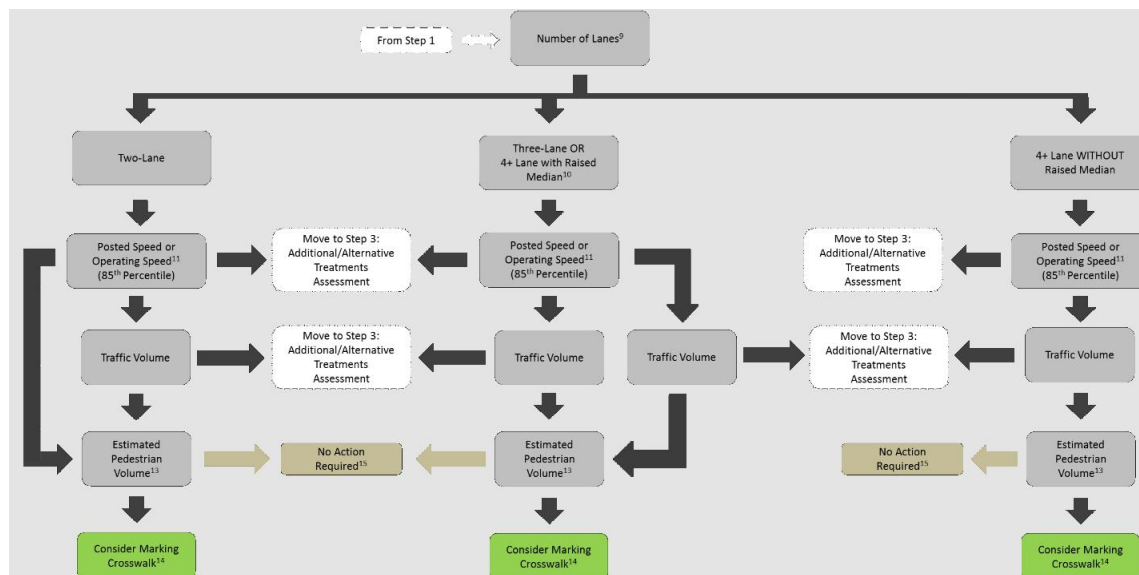 From Step 1
Number of Lanes⁹
Two-Lane
Three-Lane OR
4+ Lane with Raised
Median¹⁰
4+ Lane WITHOUT
Raised Median
Posted Speed or
Operating Speed¹¹
(85th Percentile)
Move to Step 3:
Additional/Alternative
Treatments
Assessment
Posted Speed or
Operating Speed¹¹
(85th Percentile)
Move to Step 3:
Additional/Alternative
Treatments
Assessment
Posted Speed or
Operating Speed¹¹
(85th Percentile)
Traffic Volume
Move to Step 3:
Additional/Alternative
Treatments
Assessment
Traffic Volume
Traffic Volume
Move to Step 3:
Additional/Alternative
Treatments
Assessment
Traffic Volume
Estimated
Pedestrian
Volume¹³
No Action
Required¹⁵
Estimated
Pedestrian
Volume¹³
No Action
Required¹⁵
Estimated
Pedestrian
Volume¹³
Consider Marking
Crosswalk¹⁴
Consider Marking
Crosswalk¹⁴
Consider Marking
Crosswalk¹⁴